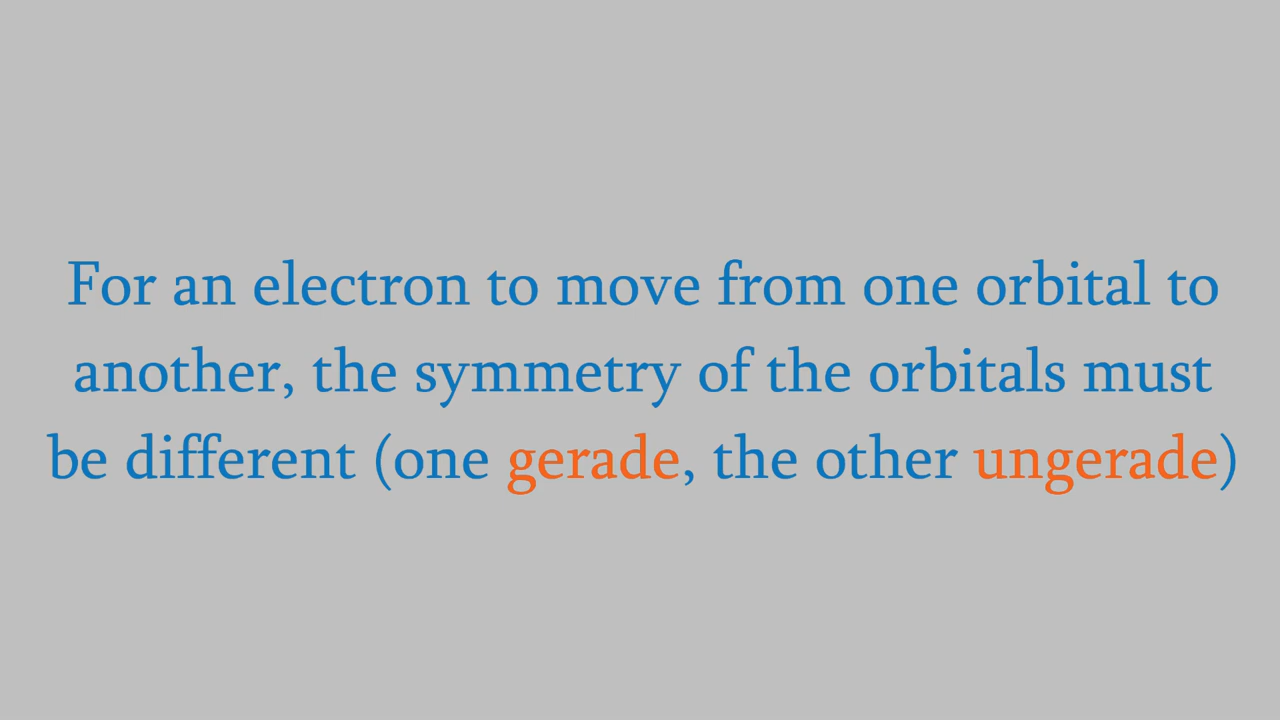 For an electron to move from one orbital to
another, the symmetry of the orbitals must
be different (one gerade, the other ungerade)